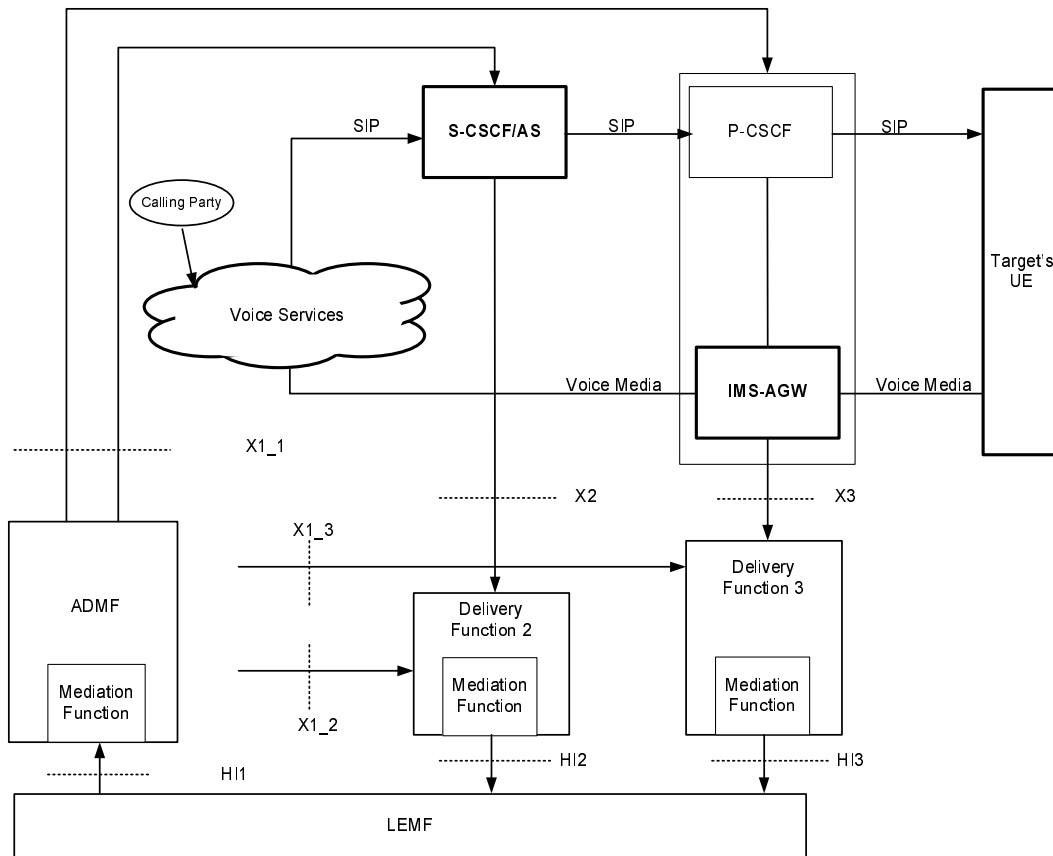 SIP
S-CSCF/AS
SIP
P-CSCF
SIP
Calling Party
Target's
UE
Voice Services
Voice Media
IMS-AGW
Voice Media
X1_1
X2
X3
X1_3
ADMF
Delivery
Function 2
Delivery
Function 3
Mediation
Function
Mediation
Function
Mediation
Function
X1_2
HI1
HI2
HI3
LEMF